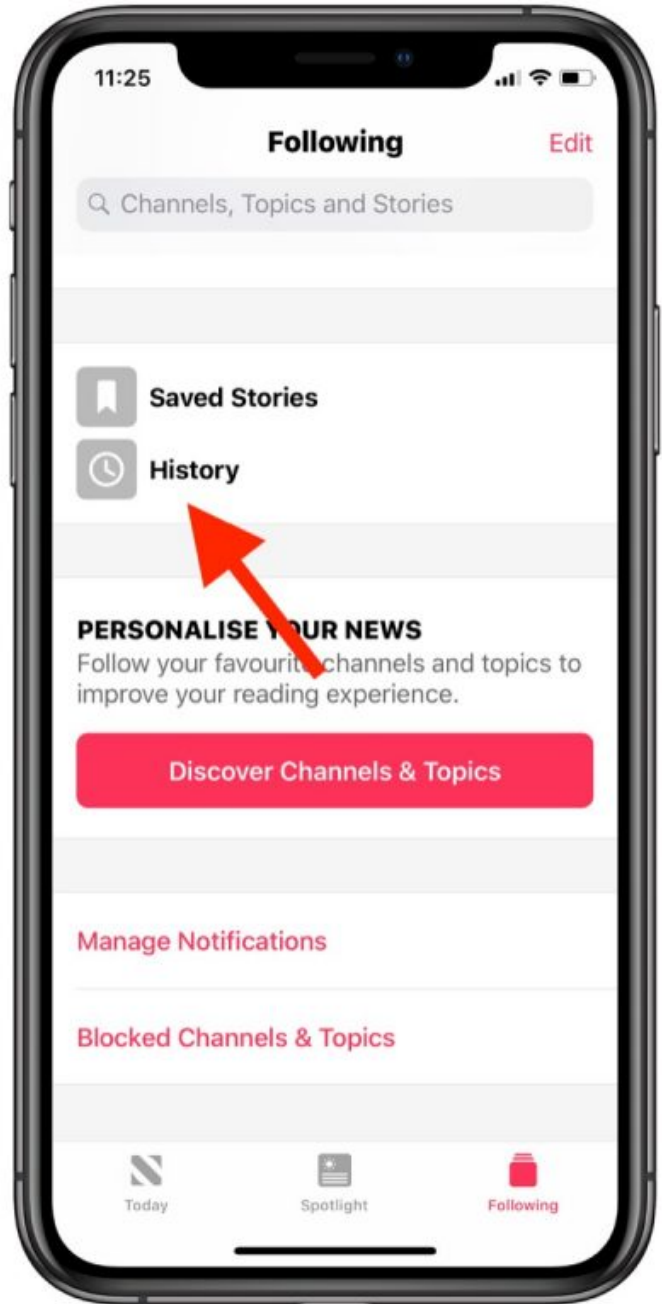 11:25
Following
Edit
Channels, Topics and Stories
Saved Stories
History
PERSONALISE YOUR NEWS
Follow your favourite channels and topics to
improve your reading experience.
Discover Channels & Topics
Manage Notifications
Blocked Channels & Topics
Today
Spotlight
Following